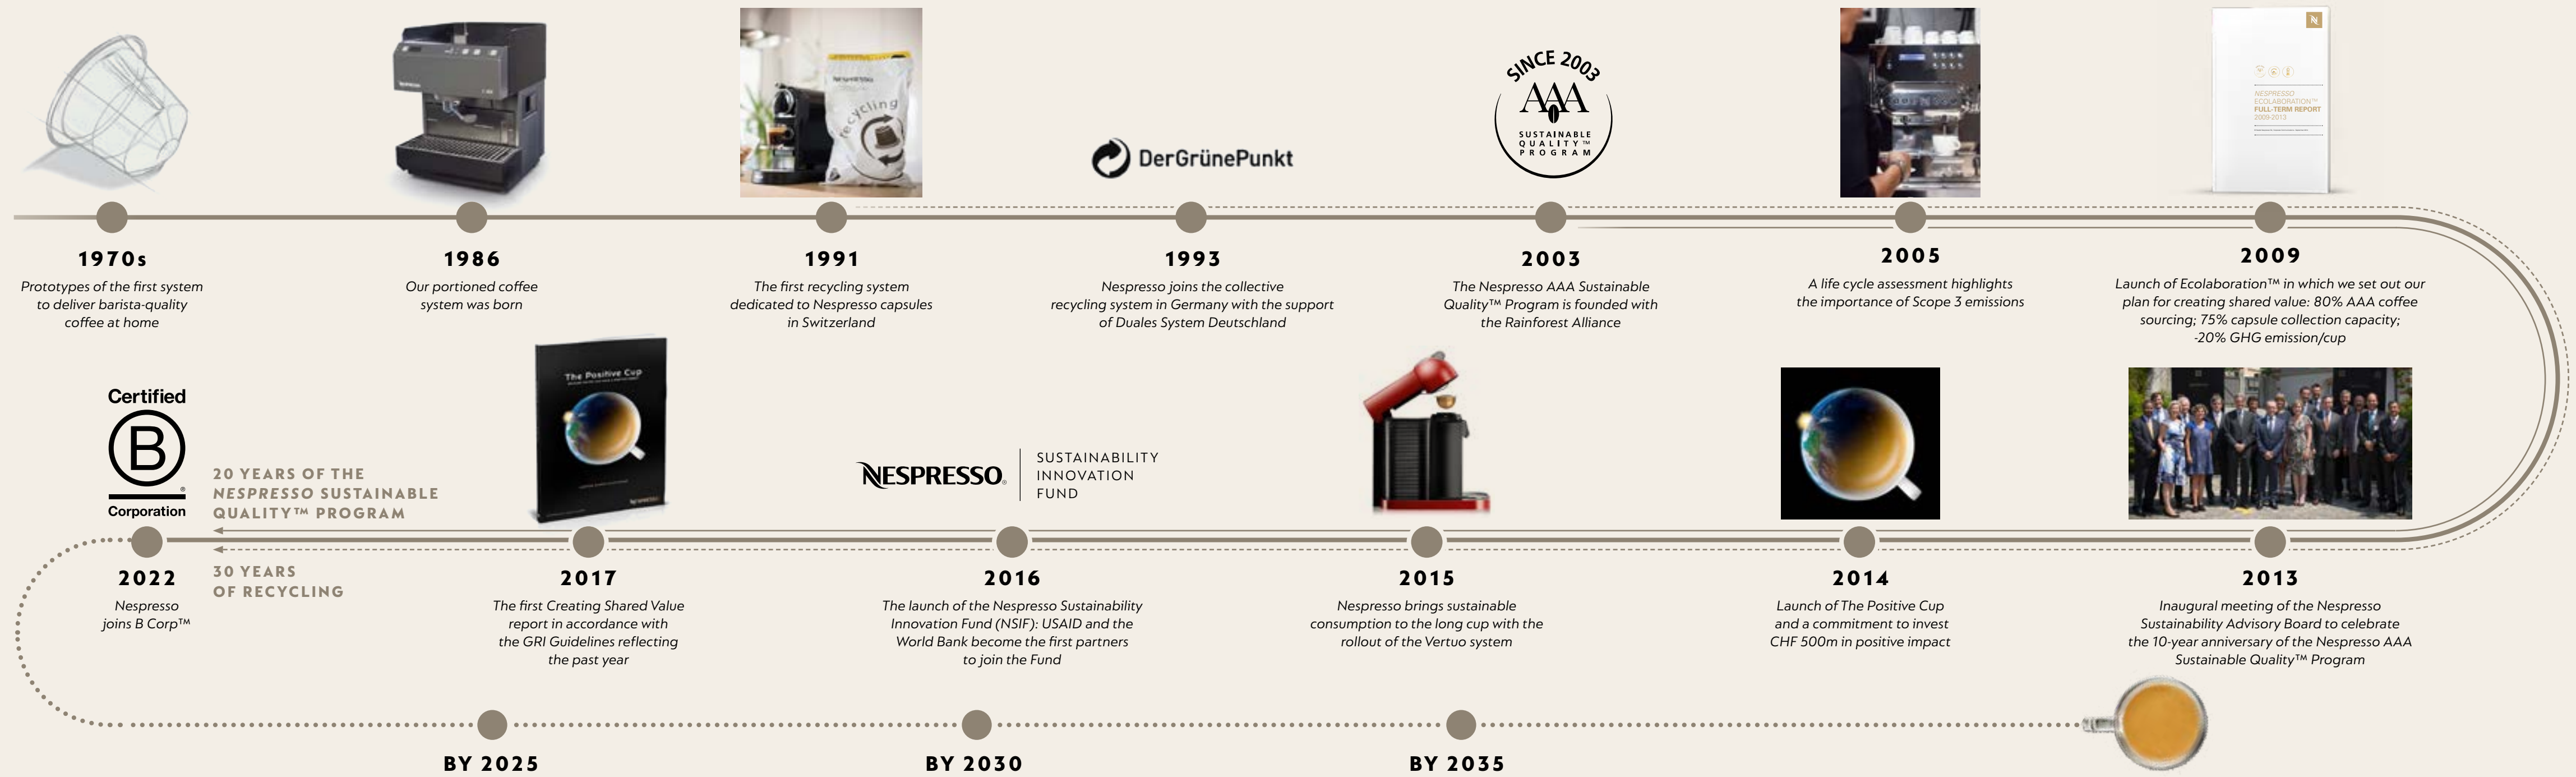 SINCE 2003
AAA
SUSTAINABLE
QUALITY™
PROGRAM
DerGrünePunkt
Nespresso
recycling
NESPRESSO
ECOLABORATION™
FULL-TERM REPORT
2009-2013
1970s
Prototypes of the first system
to deliver barista-quality
coffee at home
1986
Our portioned coffee
system was born
1991
The first recycling system
dedicated to Nespresso capsules
in Switzerland
1993
Nespresso joins the collective
recycling system in Germany with the support
of Duales System Deutschland
2003
The Nespresso AAA Sustainable
Quality™ Program is founded with
the Rainforest Alliance
2005
A life cycle assessment highlights
the importance of Scope 3 emissions
2009
Launch of Ecolaboration™ in which we set out our
plan for creating shared value: 80% AAA coffee
sourcing; 75% capsule collection capacity;
-20% GHG emission/cup
Certified
B
®
Corporation
20 YEARS OF THE
NESPRESSO SUSTAINABLE
QUALITY™ PROGRAM
30 YEARS
OF RECYCLING
The Positive Cup
NESPRESSO
SUSTAINABILITY
INNOVATION
FUND
2022
Nespresso
joins B Corp™
2017
The first Creating Shared Value
report in accordance with
the GRI Guidelines reflecting
the past year
2016
The launch of the Nespresso Sustainability
Innovation Fund (NSIF): USAID and the
World Bank become the first partners
to join the Fund
2015
Nespresso brings sustainable
consumption to the long cup with the
rollout of the Vertuo system
2014
Launch of The Positive Cup
and a commitment to invest
CHF 500m in positive impact
2013
Inaugural meeting of the Nespresso
Sustainability Advisory Board to celebrate
the 10-year anniversary of the Nespresso AAA
Sustainable Quality™ Program
BY 2025
BY 2030
BY 2035